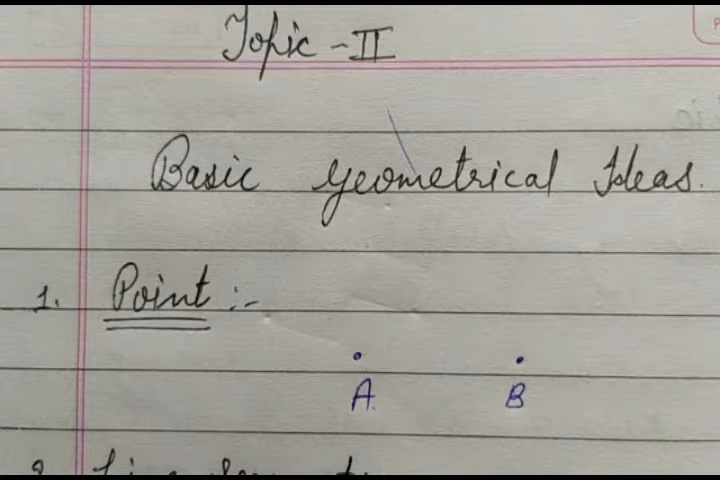 Topic - II
Basic Geometrical Ideas.
1. Point :-
A B